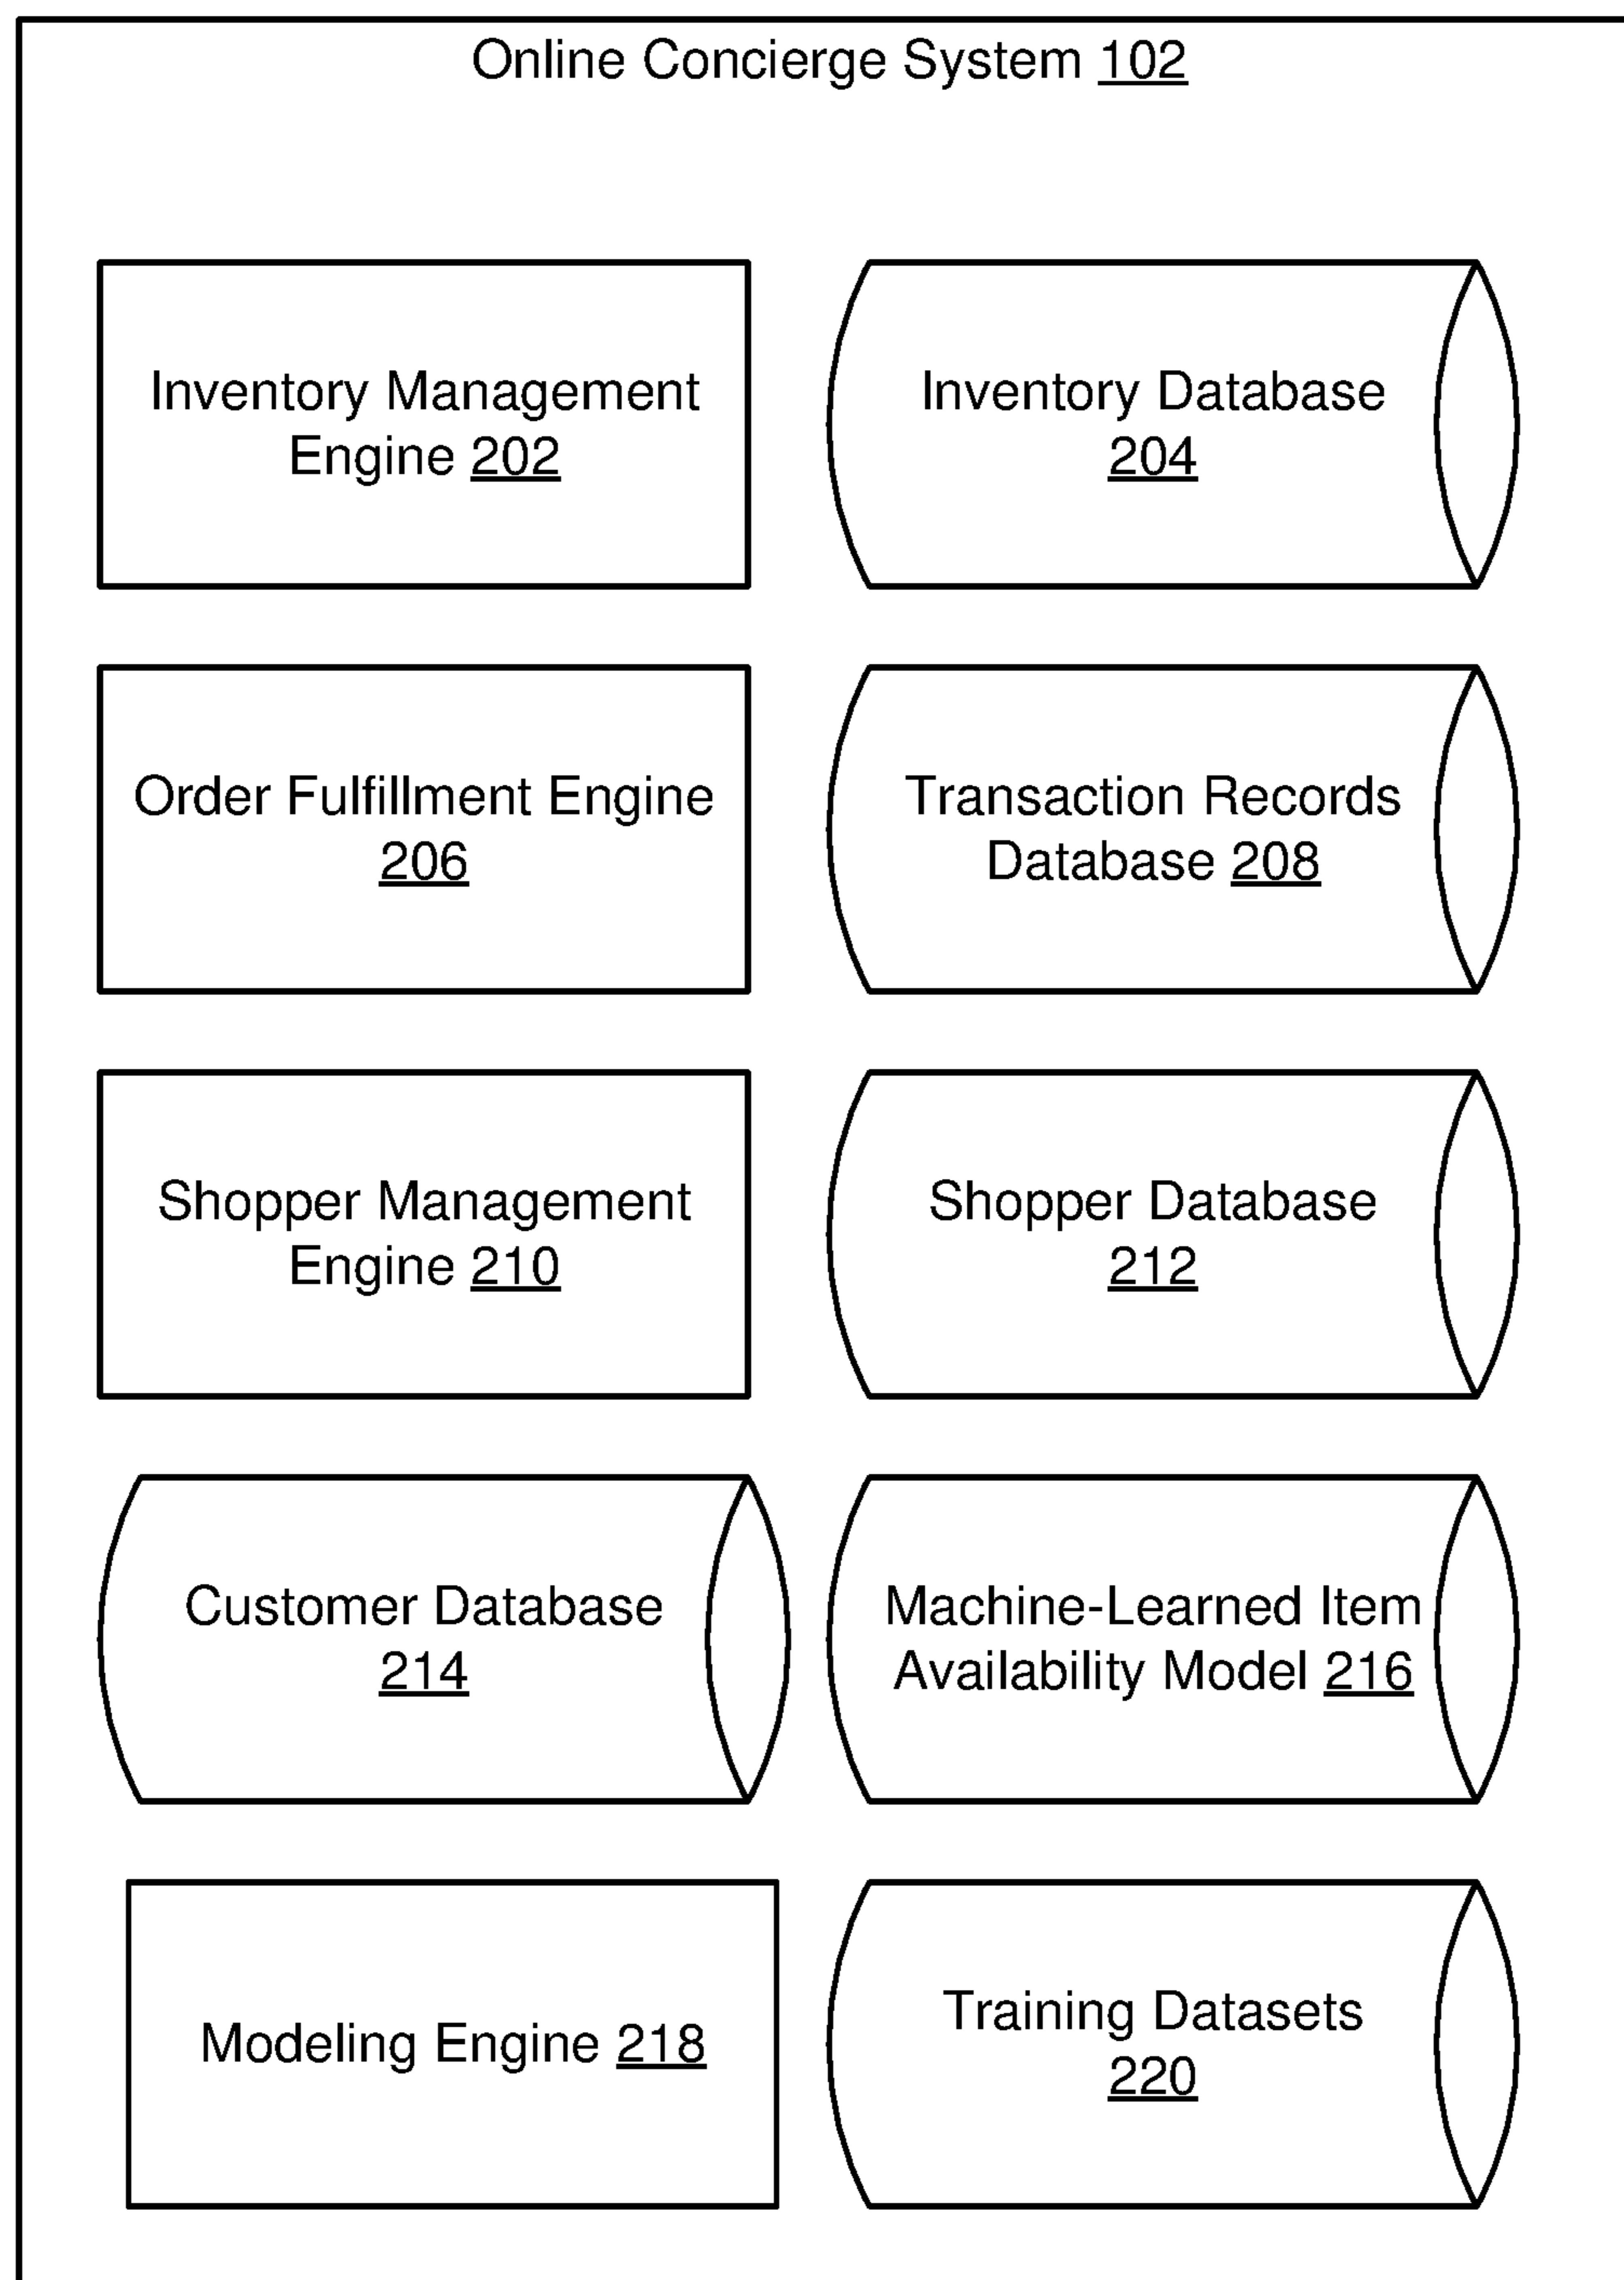 Online Concierge System 102
Inventory Management
Engine 202
Inventory Database
204
Order Fulfillment Engine
206
Transaction Records
Database 208
Shopper Management
Engine 210
Shopper Database
212
Customer Database
214
Machine-Learned Item
Availability Model 216
Modeling Engine 218
Training Datasets
220